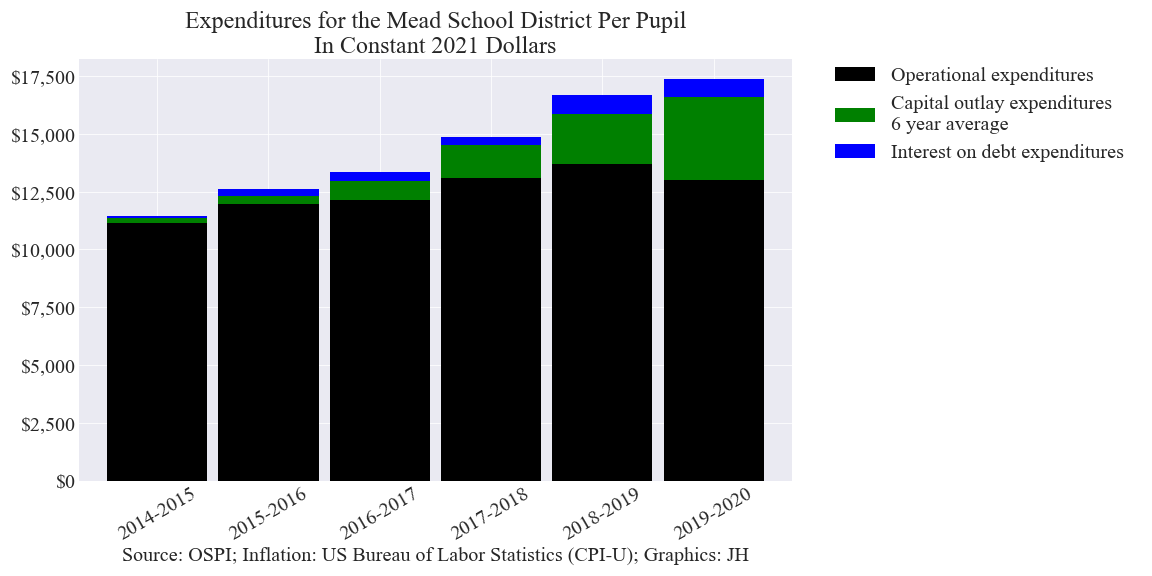 Expenditures for the Mead School District Per Pupil
In Constant 2021 Dollars
$17,500
$15,000
$12,500
$10,000
$7,500
$5,000
$2,500
$0
2014-2015
2015-2016
2016-2017
2017-2018
2018-2019
2019-2020
Source: OSPI; Inflation: US Bureau of Labor Statistics (CPI-U); Graphics: JH
Operational expenditures
Capital outlay expenditures
6 year average
Interest on debt expenditures